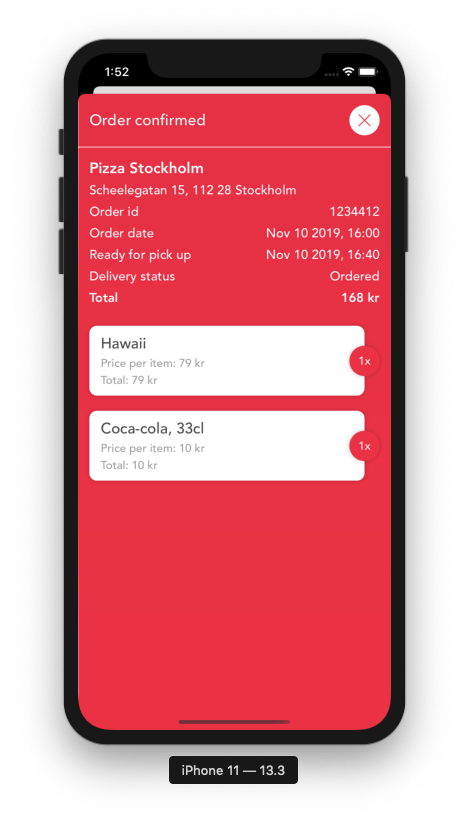 1:52
Order confirmed
Pizza Stockholm
Scheelegatan 15, 112 28 Stockholm
Order id 1234412
Order date Nov 10 2019, 16:00
Ready for pick up Nov 10 2019, 16:40
Delivery status Ordered
Total 168 kr
Hawaii
Price per item: 79 kr
1x
Total: 79 kr
Coca-cola, 33cl
Price per item: 10 kr
1x
Total: 10 kr
iPhone 11 — 13.3